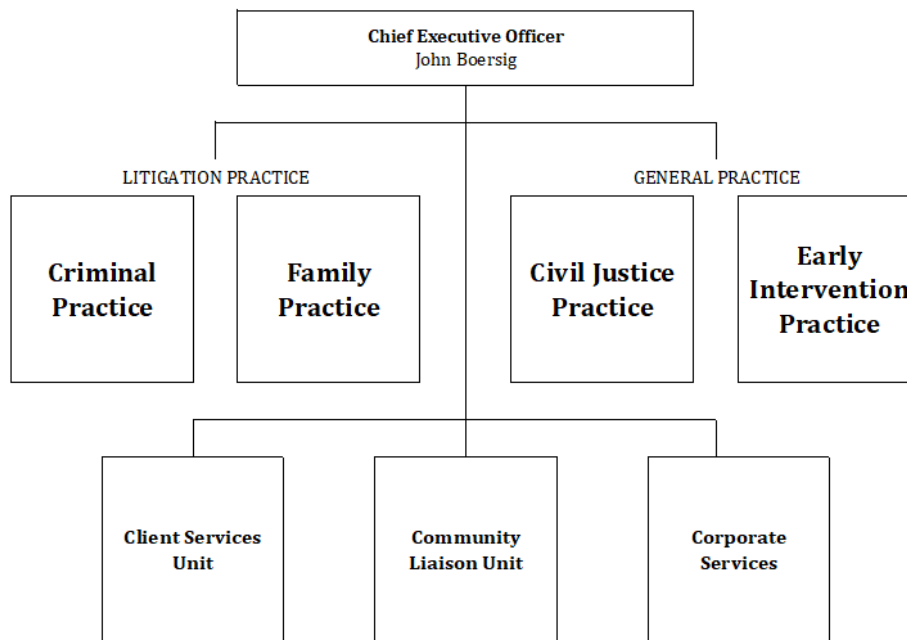 Chief Executive Officer
John Boersig
LITIGATION PRACTICE
GENERAL PRACTICE
Criminal
Practice
Family
Practice
Civil Justice
Practice
Early
Intervention
Practice
Client Services
Unit
Community
Liaison Unit
Corporate
Services